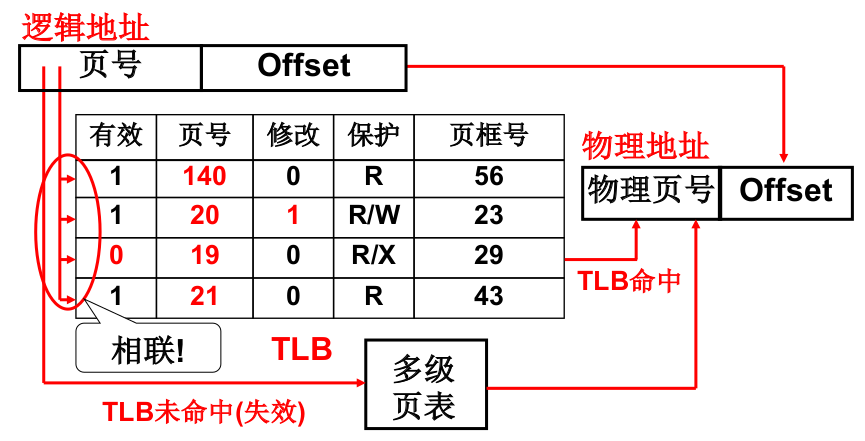 逻辑地址
页号 Offset
有效 页号 修改 保护 页框号
1 140 0 R 56
1 20 1 R/W 23
0 19 0 R/X 29
1 21 0 R 43
物理地址
物理页号 Offset
TLB命中
相联!
TLB
多级
页表
TLB未命中(失效)